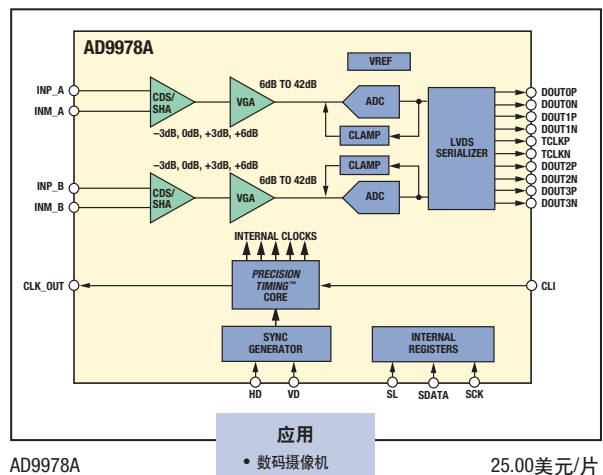 AD9978A
VREF
INP_A
INM_A
CDS/
SHA
VGA
6dB TO 42dB
ADC
–3dB, 0dB, +3dB, +6dB
CLAMP
LVDS
SERIALIZER
DOUT0P
DOUT0N
DOUT1P
DOUT1N
TCLKP
TCLKN
DOUT2P
DOUT2N
DOUT3P
DOUT3N
–3dB, 0dB, +3dB, +6dB
CLAMP
INP_B
INM_B
CDS/
SHA
VGA
6dB TO 42dB
ADC
INTERNAL CLOCKS
CLK_OUT
PRECISION
TIMING™
CORE
CLI
SYNC
GENERATOR
INTERNAL
REGISTERS
HD
VD
SL
SDATA
SCK
应用
• 数码摄像机
AD9978A
25.00美元/片